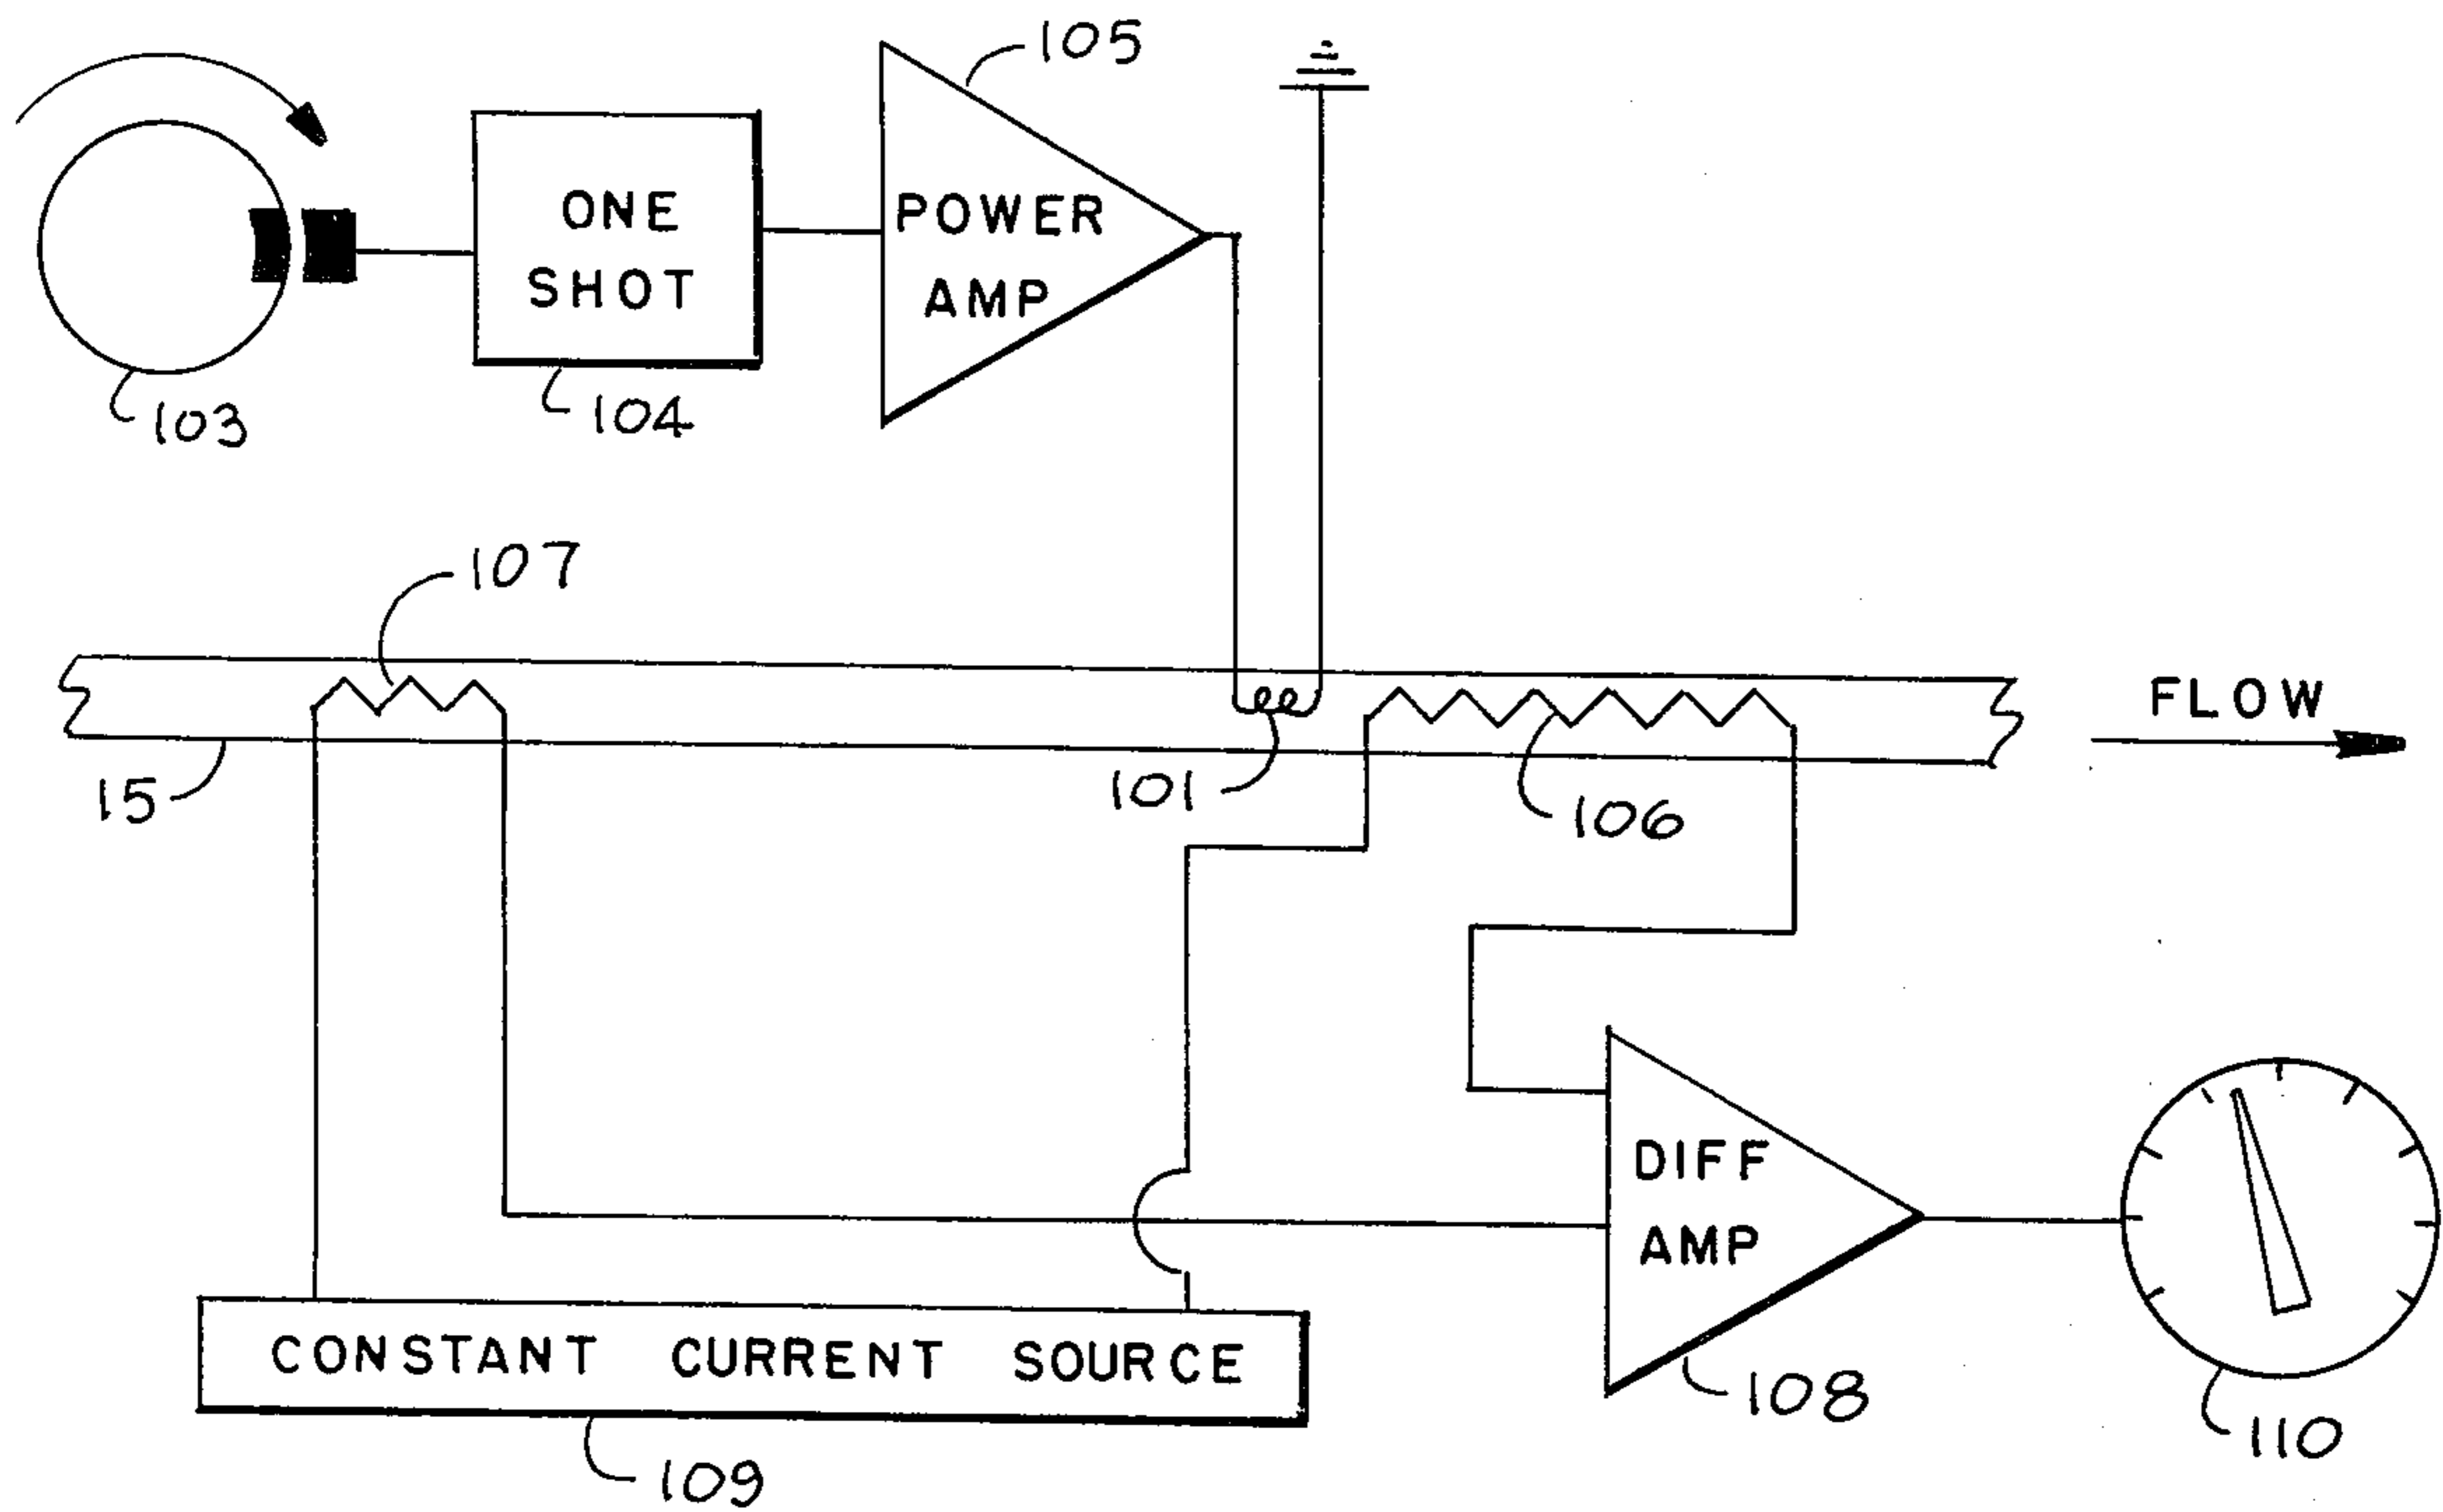 105
ONE
SHOT
POWER
AMP
103
104
107
FLOW
15
101
106
DIFF
AMP
CONSTANT CURRENT SOURCE
108
110
109